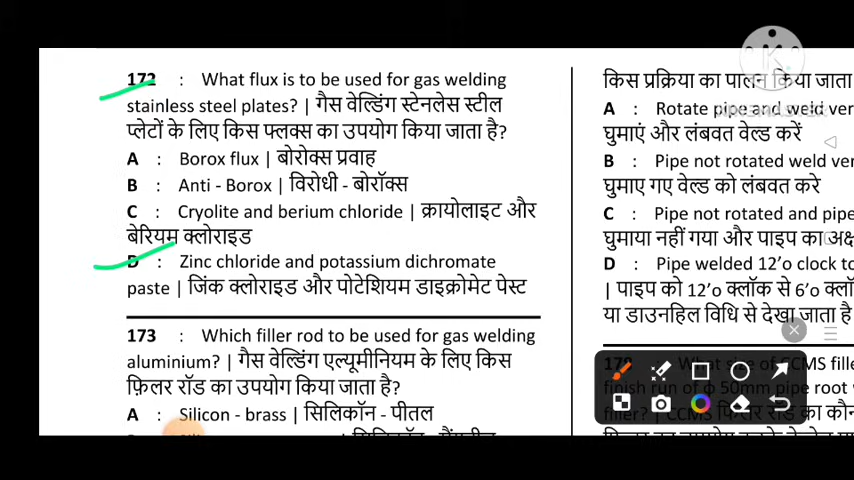 172 : What flux is to be used for gas welding
stainless steel plates? | गैस वेल्डिंग स्टेनलेस स्टील
प्लेटों के लिए किस फ्लक्स का उपयोग किया जाता है?
A : Borox flux | बोरोक्स प्रवाह
B : Anti - Borox | विरोधी - बोरॉक्स
C : Cryolite and berium chloride | क्रायोलाइट और
बेरियम क्लोराइड
D : Zinc chloride and potassium dichromate
paste | जिंक क्लोराइड और पोटेशियम डाइक्रोमेट पेस्ट
173 : Which filler rod to be used for gas welding
aluminium? | गैस वेल्डिंग एल्यूमीनियम के लिए किस
फ़िलर रॉड का उपयोग किया जाता है?
A : Silicon - brass | सिलिकॉन - पीतल
किस प्रक्रिया का पालन किया जाता
A : Rotate pipe and weld ver
घुमाएं और लंबवत वेल्ड करें
B : Pipe not rotated weld ver
घुमाए गए वेल्ड को लंबवत करे
C : Pipe not rotated and pipe
घुमाया नहीं गया और पाइप का अक्ष
D : Pipe welded 12'o clock to
| पाइप को 12'o क्लॉक से 6'o क्लॉ
या डाउनहिल विधि से देखा जाता है
What size of CCMS fille
finish run of ф 50mm pipe root
filler? | CCMS फिलर रॉड का कौन